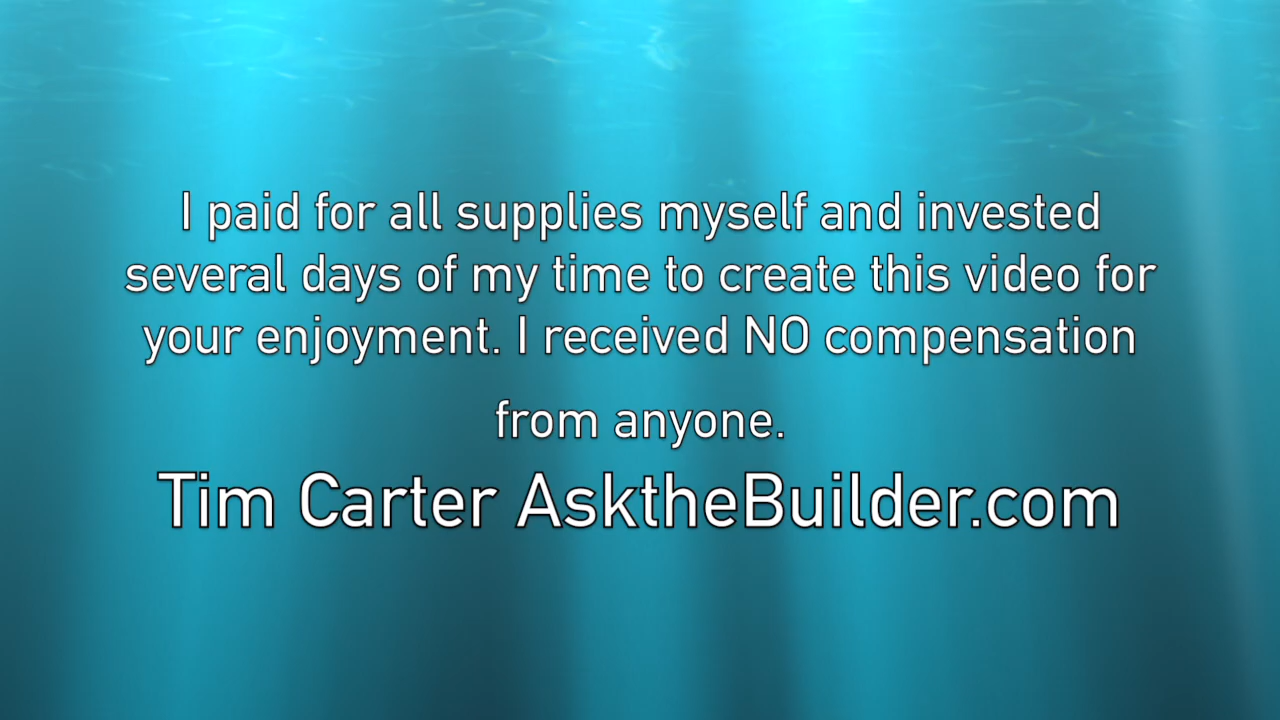 I paid for all supplies myself and invested
several days of my time to create this video for
your enjoyment. I received NO compensation
from anyone.
Tim Carter AsktheBuilder.com